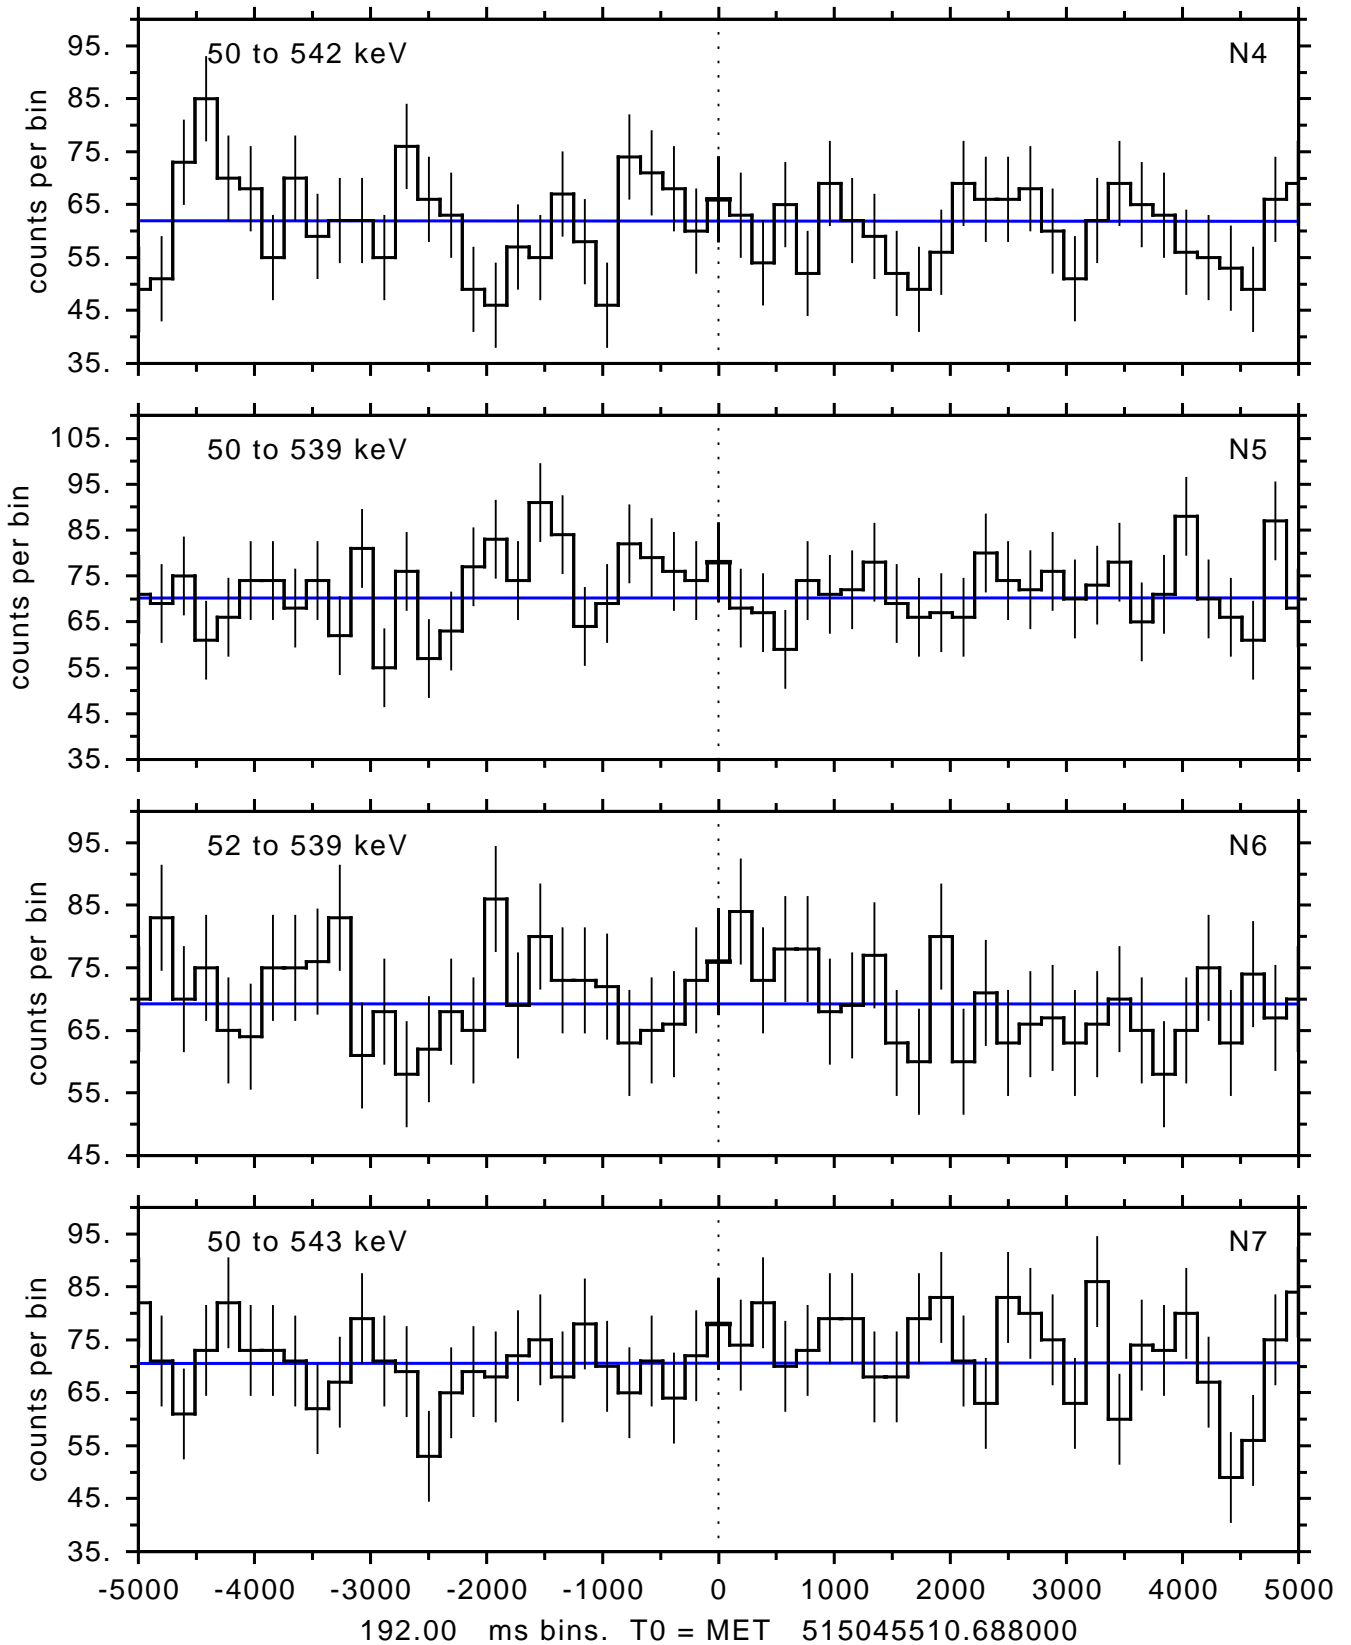 50 to 542 keV N4
95.
85.
75.
65.
55.
45.
35.
counts per bin
50 to 539 keV N5
105.
95.
85.
75.
65.
55.
45.
35.
counts per bin
52 to 539 keV N6
95.
85.
75.
65.
55.
45.
counts per bin
50 to 543 keV N7
95.
85.
75.
65.
55.
45.
35.
counts per bin
-5000 -4000 -3000 -2000 -1000 0 1000 2000 3000 4000 5000
192.00 ms bins. T0 = MET 515045510.688000